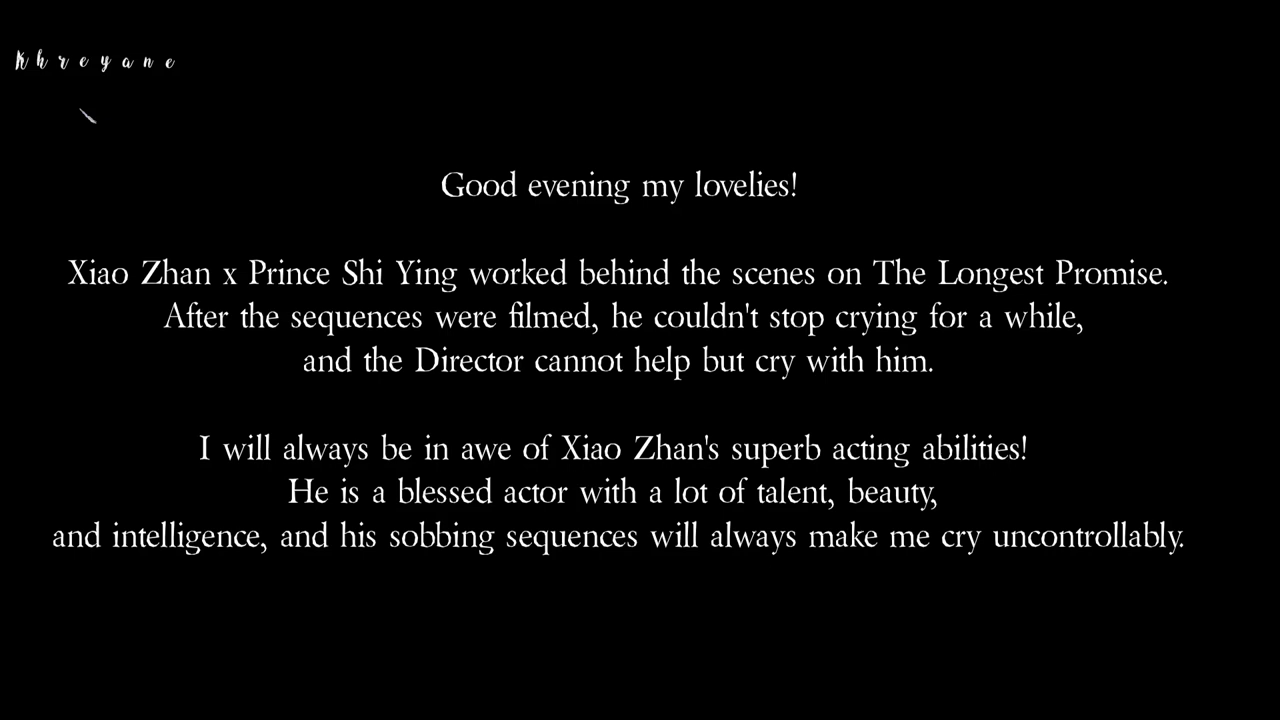 Khreyane
Good evening my lovelies!
Xiao Zhan x Prince Shi Ying worked behind the scenes on The Longest Promise.
After the sequences were filmed, he couldn't stop crying for a while,
and the Director cannot help but cry with him.
I will always be in awe of Xiao Zhan's superb acting abilities!
He is a blessed actor with a lot of talent, beauty,
and intelligence, and his sobbing sequences will always make me cry uncontrollably.